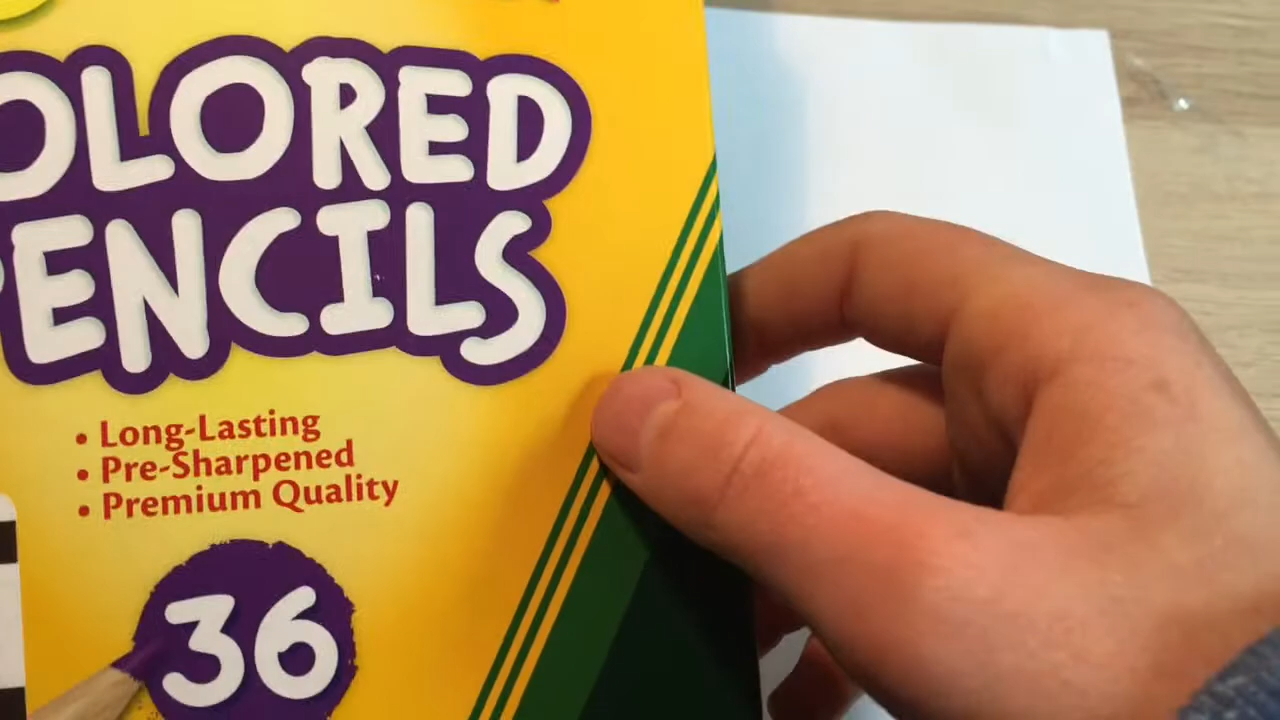 OLORED
ENCILS
• Long-Lasting
• Pre-Sharpened
• Premium Quality
36